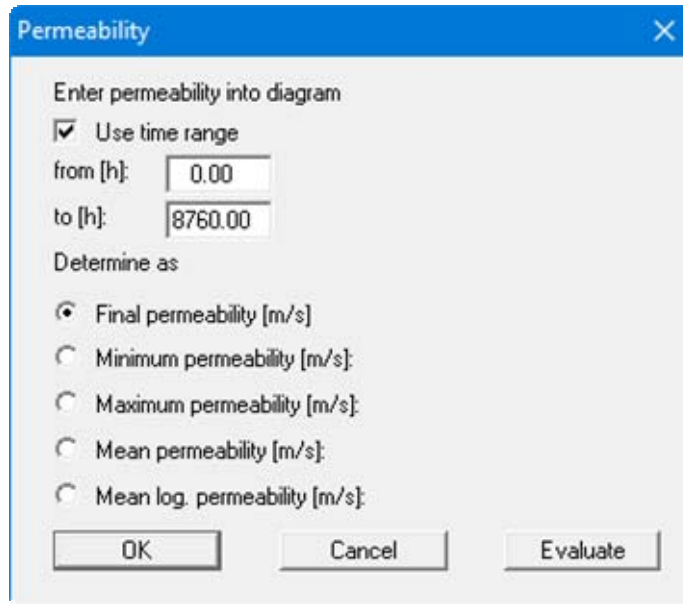 Permeability
Enter permeability into diagram
Use time range
from [h]: 0.00
to [h]: 8760.00
Determine as
Final permeability [m/s]
Minimum permeability [m/s]:
Maximum permeability [m/s]:
Mean permeability [m/s]:
Mean log. permeability [m/s]:
OK Cancel Evaluate